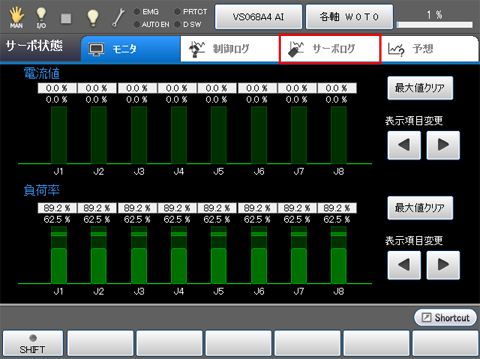 MAN I/O EMG PRTCT AUTO EN D SW VS068A4 AI 各軸 W 0 T 0 1 %
サーボ状態 モニタ 制御ログ サーボログ 予想
電流値
0.0 % 0.0 % 0.0 % 0.0 % 0.0 % 0.0 % 0.0 % 0.0 % 最大値クリア
0.0 % 0.0 % 0.0 % 0.0 % 0.0 % 0.0 % 0.0 % 0.0 %
表示項目変更
J1 J2 J3 J4 J5 J6 J7 J8
負荷率
89.2 % 89.2 % 89.2 % 89.2 % 89.2 % 89.2 % 89.2 % 89.2 % 最大値クリア
62.5 % 62.5 % 62.5 % 62.5 % 62.5 % 62.5 % 62.5 % 62.5 %
表示項目変更
J1 J2 J3 J4 J5 J6 J7 J8
Shortcut
SHIFT